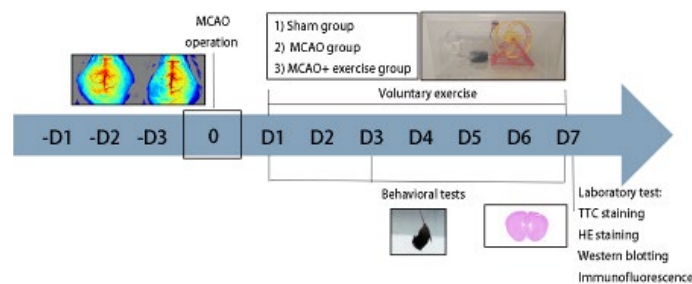 MCAO
operation
1) Sham group
2) MCAO group
3) MCAO+ exercise group
Voluntary exercise
-D1 -D2 -D3 0 D1 D2 D3 D4 D5 D6 D7
Behavioral tests
Laboratory test:
TTC staining
HE staining
Western blotting
Immunofluorescence